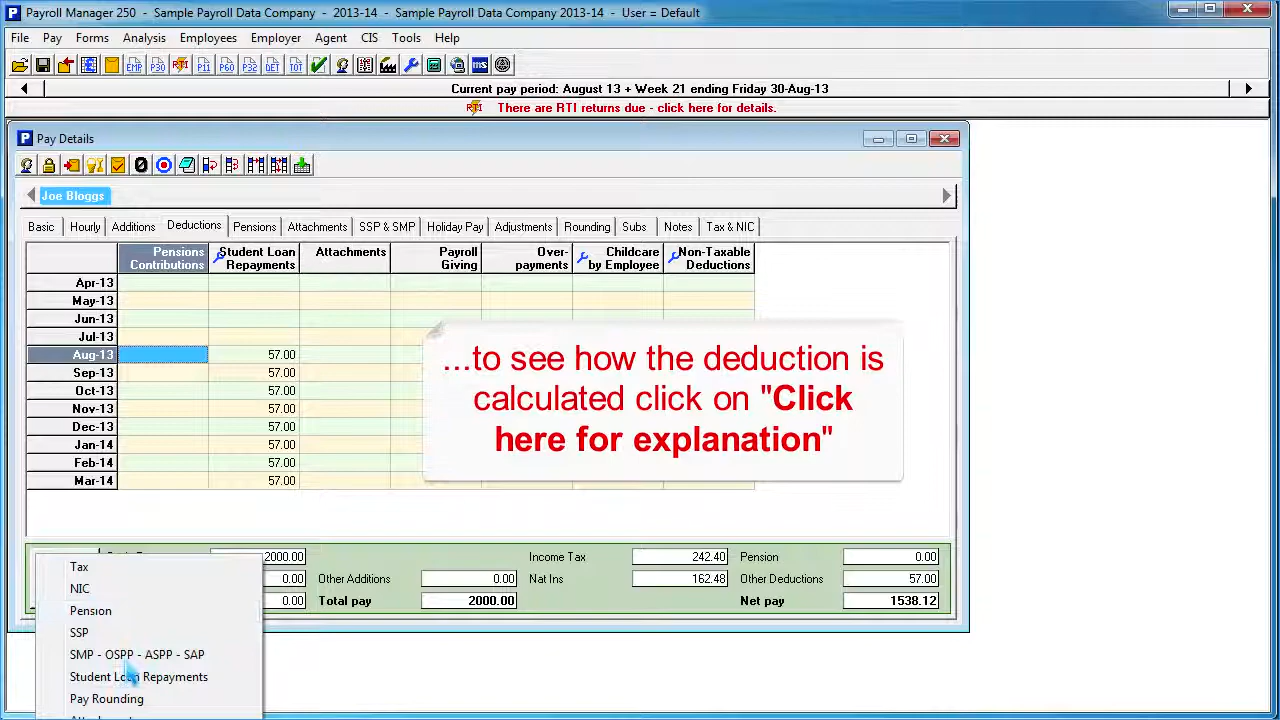 Payroll Manager 250 - Sample Payroll Data Company - 2013-14 - Sample Payroll Data Company 2013-14 - User = Default
File Pay Forms Analysis Employees Employer Agent CIS Tools Help
EMP P30 RTI P11 P60 P32 DET TOT
Current pay period: August 13 + Week 21 ending Friday 30-Aug-13
There are RTI returns due - click here for details.
Pay Details
Joe Bloggs
Basic Hourly Additions Deductions Pensions Attachments SSP & SMP Holiday Pay Adjustments Rounding Subs Notes Tax & NIC
Pensions Student Loan Attachments Payroll Over- Childcare Non-Taxable
Contributions Repayments Giving payments by Employee Deductions
Apr-13
May-13
Jun-13
Jul-13
Aug-13 57.00
Sep-13 57.00
Oct-13 57.00
Nov-13 57.00
Dec-13 57.00
Jan-14 57.00
Feb-14 57.00
Mar-14 57.00
...to see how the deduction is
calculated click on "Click
here for explanation"
2000.00 Income Tax 242.40 Pension 0.00
0.00 Other Additions 0.00 Nat Ins 162.48 Other Deductions 57.00
0.00 Total pay 2000.00 Net pay 1538.12
Tax
NIC
Pension
SSP
SMP - OSPP - ASPP - SAP
Student Loan Repayments
Pay Rounding